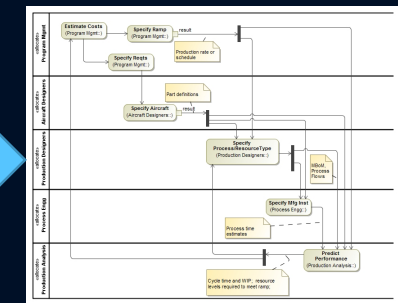 «allocate»
Program Mgmt
Estimate Costs
(Program Mgmt::)
Specify Ramp
(Program Mgmt::)
result
Production rate or
schedule
Specify Reqts
(Program Mgmt::)
«allocate»
Aircraft Designers
Part definitions
Specify Aircraft
(Aircraft Designers::)
result
«allocate»
Production Designers
Specify
Process/ResourceType
(Production Designers::)
MBoM,
Process
Flows
«allocate»
Process Engg
Specify Mfg Inst
(Process Engg::)
Process time
estimates
«allocate»
Production Analysis
Predict
Performance
(Production Analysis::)
Cycle time and WIP; resource
levels required to meet ramp;